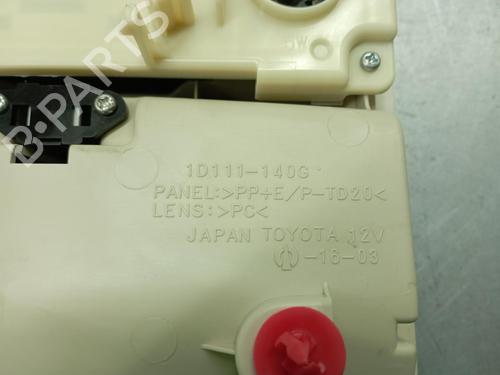 B-PARTS
W
1D111-140G
PANEL:>PP+E/P-TD20<
LENS:>PC<
JAPAN TOYOTA 12V
-16-03